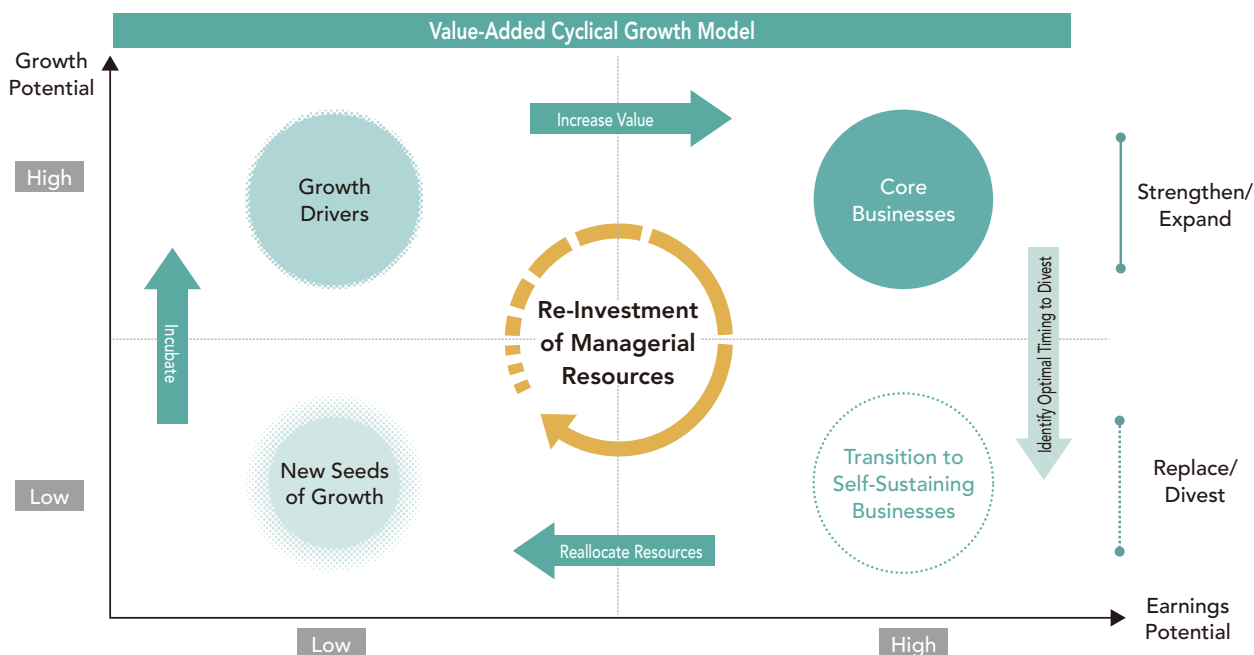 Value-Added Cyclical Growth Model
Growth
Potential
High
Low
Growth
Drivers
Increase Value
Core
Businesses
Strengthen/
Expand
Incubate
Re-Investment
of Managerial
Resources
Identify Optimal Timing to Divest
New Seeds
of Growth
Reallocate Resources
Transition to
Self-Sustaining
Businesses
Replace/
Divest
Low
High
Earnings
Potential